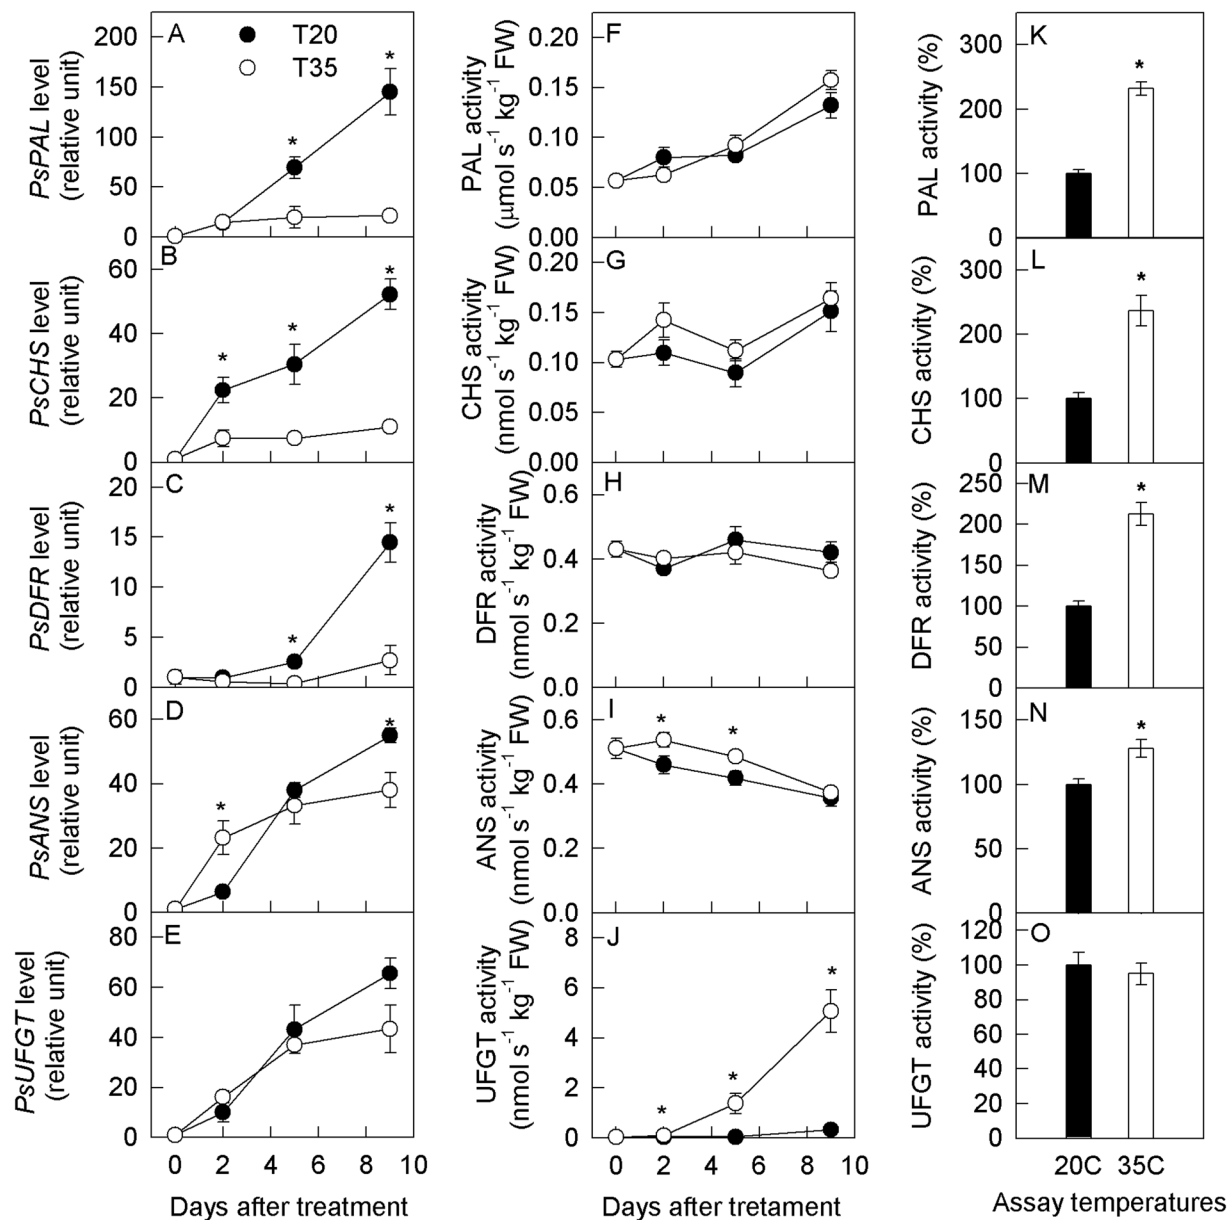 A
T20
T35
PsPAL level
(relative unit)
200
150
100
50
0
*
*
B
PsCHS level
(relative unit)
60
40
20
0
*
*
*
C
PsDFR level
(relative unit)
20
15
10
5
0
*
*
D
PsANS level
(relative unit)
60
40
20
0
*
*
E
PsUFGT level
(relative unit)
80
60
40
20
0
0 2 4 6 8 10
Days after treatment
F
PAL activity
(μmol s⁻¹ kg⁻¹ FW)
0.20
0.15
0.10
0.05
0.00
G
CHS activity
(nmol s⁻¹ kg⁻¹ FW)
0.20
0.15
0.10
0.05
0.00
H
DFR activity
(nmol s⁻¹ kg⁻¹ FW)
0.6
0.4
0.2
0.0
I
ANS activity
(nmol s⁻¹ kg⁻¹ FW)
0.6
0.4
0.2
0.0
*
*
J
UFGT activity
(nmol s⁻¹ kg⁻¹ FW)
8
6
4
2
0
*
*
*
0 2 4 6 8 10
Days after tretament
K
PAL activity (%)
300
200
100
0
*
L
CHS activity (%)
300
200
100
0
*
M
DFR activity (%)
250
200
150
100
50
0
*
N
ANS activity (%)
150
100
50
0
*
O
UFGT activity (%)
120
100
80
60
40
20
0
20C 35C
Assay temperatures